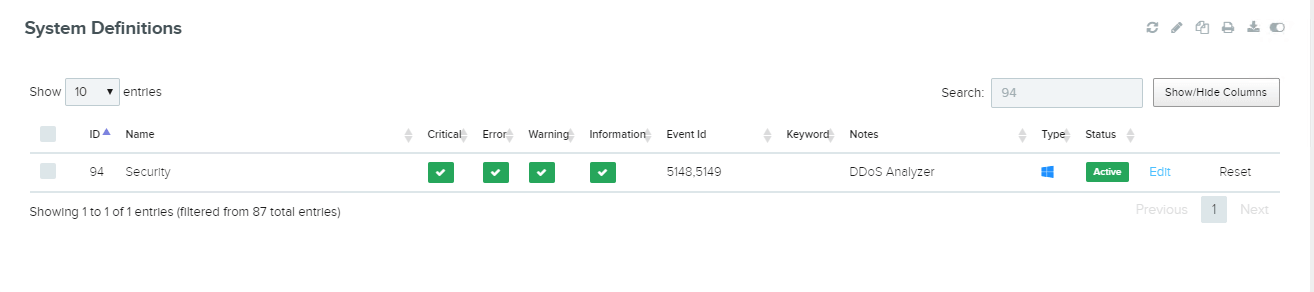 System Definitions
Show 10 entries Search: 94 Show/Hide Columns
ID Name Critical Error Warning Information Event Id Keyword Notes Type Status
94 Security 5148,5149 DDoS Analyzer Active Edit Reset
Showing 1 to 1 of 1 entries (filtered from 87 total entries) Previous 1 Next